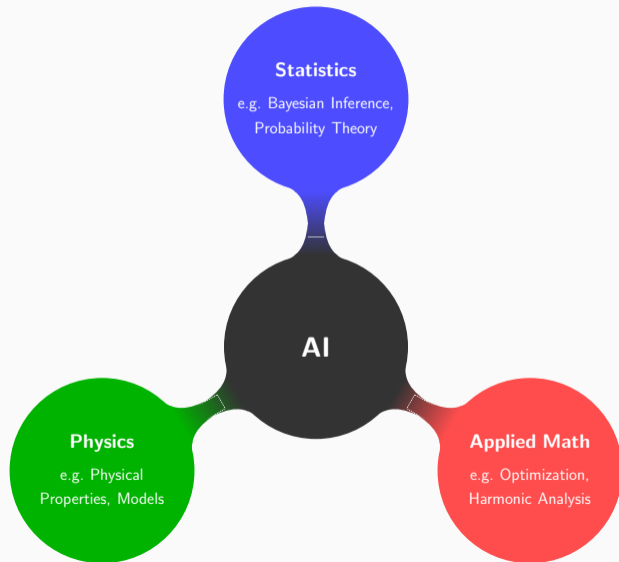 Statistics
e.g. Bayesian Inference,
Probability Theory
AI
Physics
e.g. Physical
Properties, Models
Applied Math
e.g. Optimization,
Harmonic Analysis